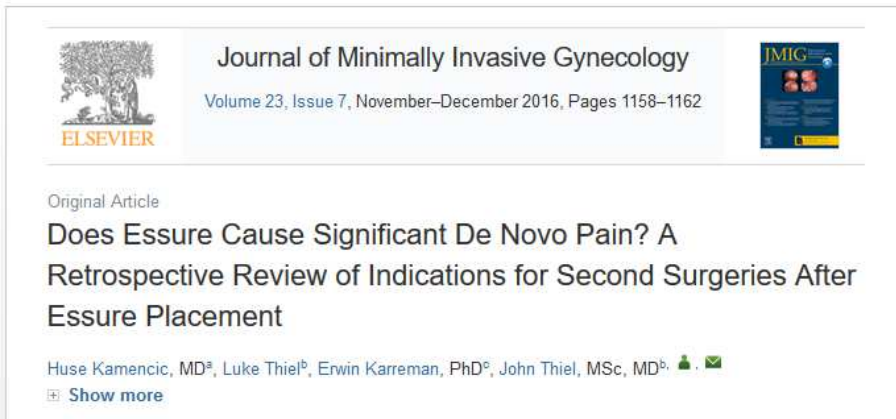 Journal of Minimally Invasive Gynecology
Volume 23, Issue 7, November–December 2016, Pages 1158–1162
ELSEVIER
JMIG
Original Article
Does Essure Cause Significant De Novo Pain? A
Retrospective Review of Indications for Second Surgeries After
Essure Placement
Huse Kamencic, MDᵃ, Luke Thielᵇ, Erwin Karreman, PhDᶜ, John Thiel, MSc, MDᵇ,
Show more